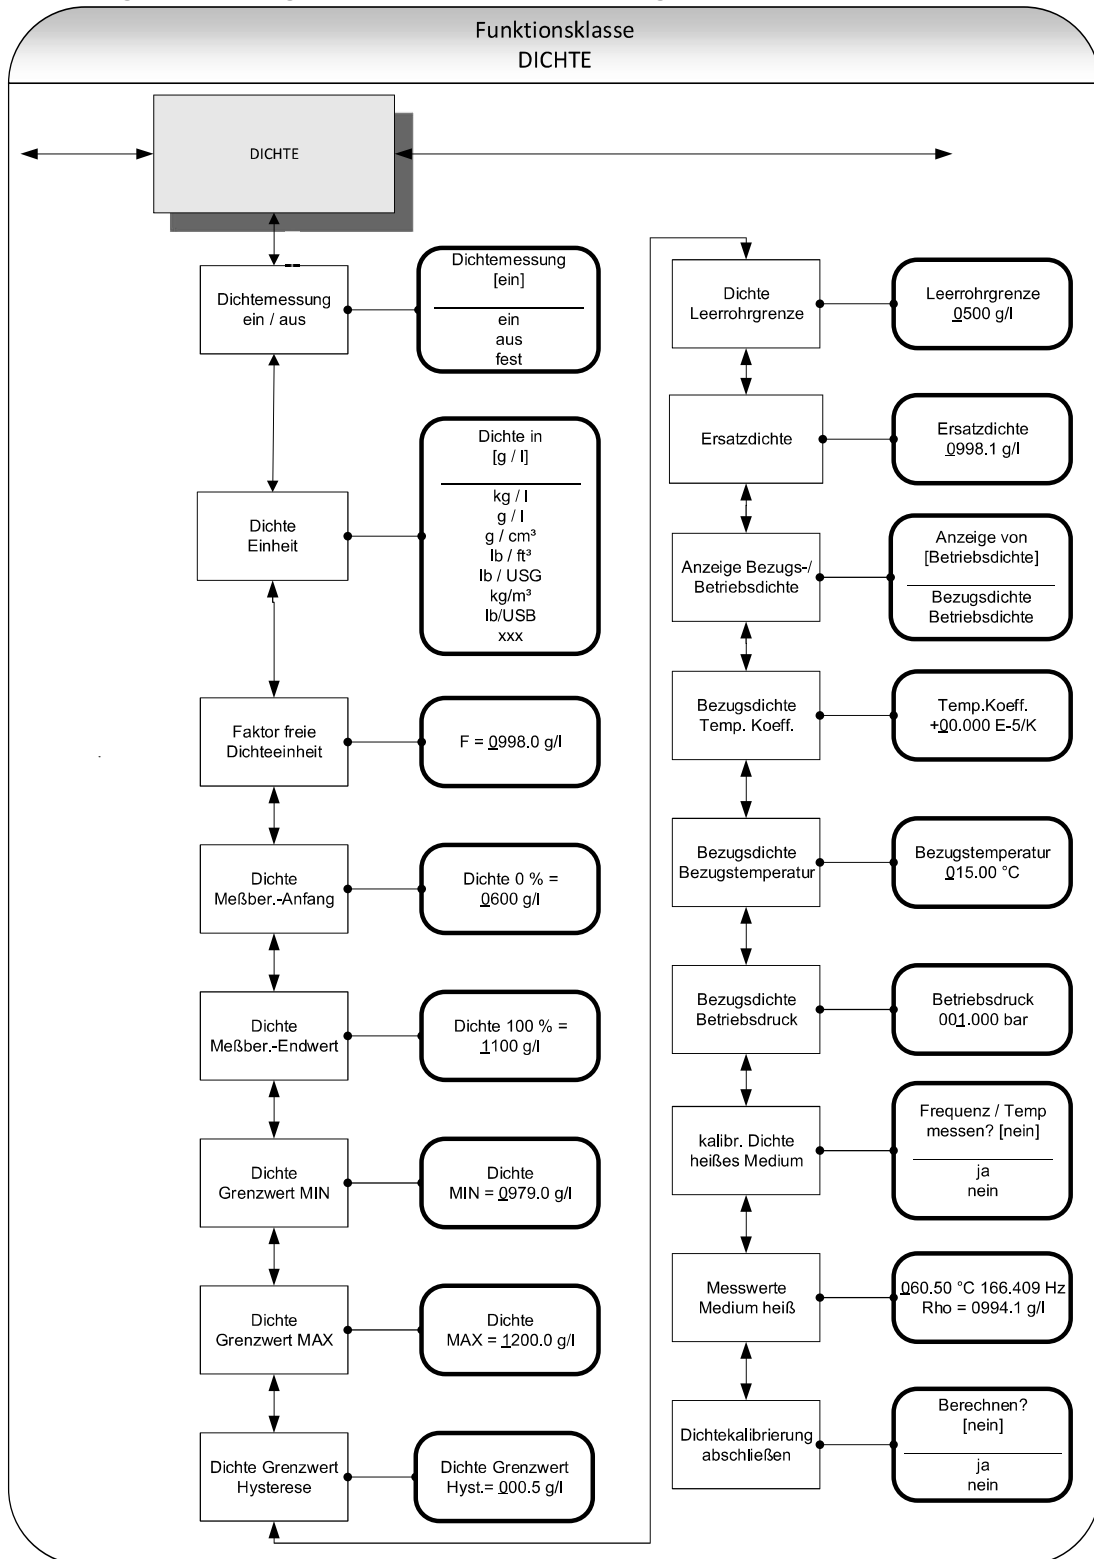 Funktionsklasse
DICHTE
DICHTE
Dichtemessung
ein / aus
Dichtemessung
[ein]
ein
aus
fest
Dichte
Einheit
Dichte in
[g / l]
kg / l
g / l
g / cm³
lb / ft³
lb / USG
kg/m³
lb/USB
xxx
Faktor freie
Dichteeinheit
F = 0998.0 g/l
Dichte
Meßber.-Anfang
Dichte 0 % =
0600 g/l
Dichte
Meßber.-Endwert
Dichte 100 % =
1100 g/l
Dichte
Grenzwert MIN
Dichte
MIN = 0979.0 g/l
Dichte
Grenzwert MAX
Dichte
MAX = 1200.0 g/l
Dichte Grenzwert
Hysterese
Dichte Grenzwert
Hyst.= 000.5 g/l
Dichte
Leerrohrgrenze
Leerrohrgrenze
0500 g/l
Ersatzdichte
Ersatzdichte
0998.1 g/l
Anzeige Bezugs-/
Betriebsdichte
Anzeige von
[Betriebsdichte]
Bezugsdichte
Betriebsdichte
Bezugsdichte
Temp. Koeff.
Temp.Koeff.
+00.000 E-5/K
Bezugsdichte
Bezugstemperatur
Bezugstemperatur
015.00 °C
Bezugsdichte
Betriebsdruck
Betriebsdruck
001.000 bar
kalibr. Dichte
heißes Medium
Frequenz / Temp
messen? [nein]
ja
nein
Messwerte
Medium heiß
060.50 °C 166.409 Hz
Rho = 0994.1 g/l
Dichtekalibrierung
abschließen
Berechnen?
[nein]
ja
nein